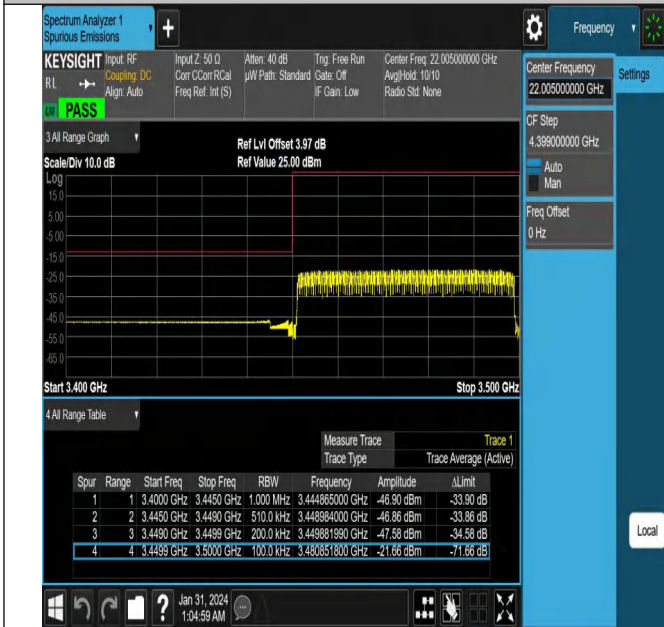 Spectrum Analyzer 1
Spurious Emissions
+
Frequency
KEYSIGHT Input: RF Input Z: 50 Ω Atten: 40 dB Trig: Free Run Center Freq: 22.005000000 GHz
RL Coupling: DC Corr CCorr RCal µW Path: Standard Gate: Off Avg|Hold: 10/10
Align: Auto Freq Ref: Int (S) IF Gain: Low Radio Std: None
PASS
Center Frequency
22.005000000 GHz
Settings
CF Step
4.399000000 GHz
Auto
Man
Freq Offset
0 Hz
3 All Range Graph
Ref Lvl Offset 3.97 dB
Scale/Div 10.0 dB Ref Value 25.00 dBm
Log
15.0
5.00
-5.00
-15.0
-25.0
-35.0
-45.0
-55.0
-65.0
Start 3.400 GHz Stop 3.500 GHz
4 All Range Table
Measure Trace Trace 1
Trace Type Trace Average (Active)
Spur Range Start Freq Stop Freq RBW Frequency Amplitude ΔLimit
1 1 3.4000 GHz 3.4450 GHz 1.000 MHz 3.444865000 GHz -46.90 dBm -33.90 dB
2 2 3.4450 GHz 3.4490 GHz 510.0 kHz 3.448984000 GHz -46.86 dBm -33.86 dB
3 3 3.4490 GHz 3.4499 GHz 200.0 kHz 3.449881990 GHz -47.58 dBm -34.58 dB
4 4 3.4499 GHz 3.5000 GHz 100.0 kHz 3.480851800 GHz -21.66 dBm -71.66 dB
Local
?
Jan 31, 2024
1:04:59 AM